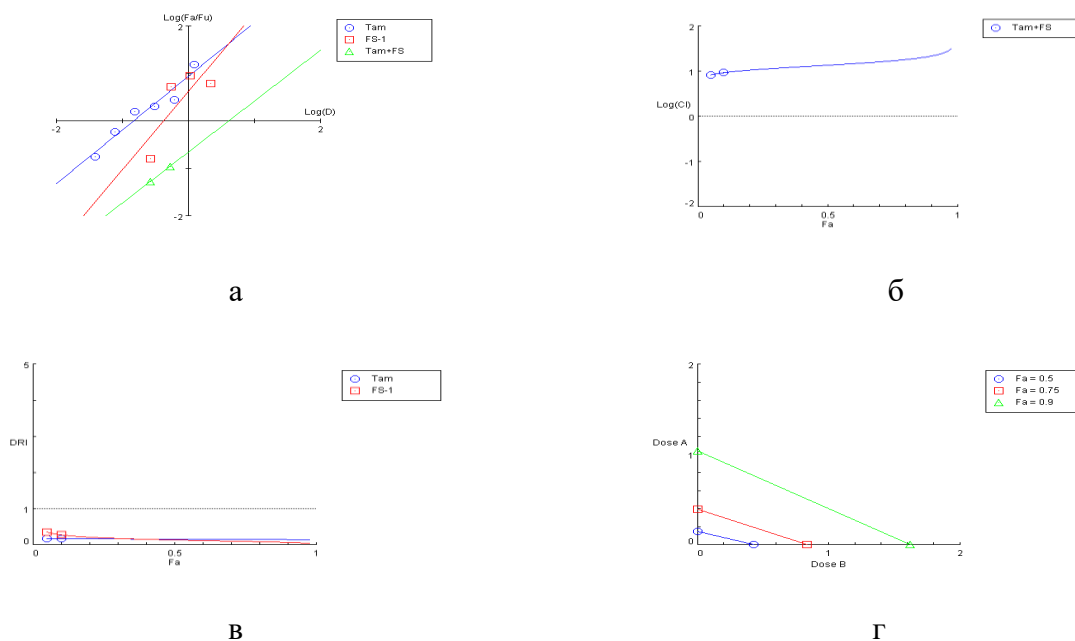 Log(Fa/Fu)
2
Tam
FS-1
Tam+FS
Log(D)
-2
2
-2
а
Tam+FS
2
1
Log(CI)
0
-1
-2
0
0.5
1
Fa
б
5
Tam
FS-1
DRI
1
0
0
0.5
1
Fa
в
2
Fa = 0.5
Fa = 0.75
Fa = 0.9
Dose A
1
0
0
1
2
Dose B
г